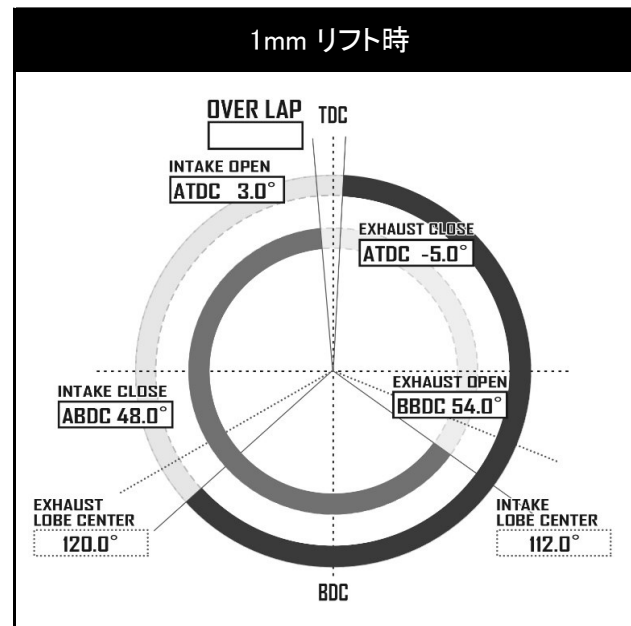 1mm リフト時
OVER LAP
TDC
INTAKE OPEN
ATDC 3.0°
EXHAUST CLOSE
ATDC -5.0°
INTAKE CLOSE
ABDC 48.0°
EXHAUST OPEN
BBDC 54.0°
EXHAUST
LOBE CENTER
120.0°
INTAKE
LOBE CENTER
112.0°
BDC